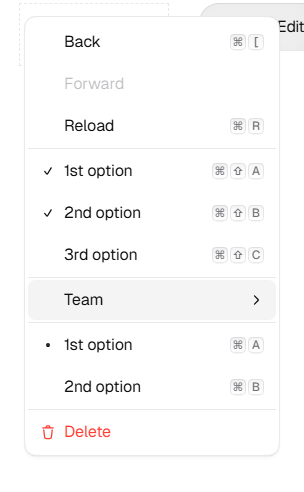 Edit
Back ⌘ [
Forward
Reload ⌘ R
1st option ⌘ ⇧ A
2nd option ⌘ ⇧ B
3rd option ⌘ ⇧ C
Team
1st option ⌘ A
2nd option ⌘ B
Delete